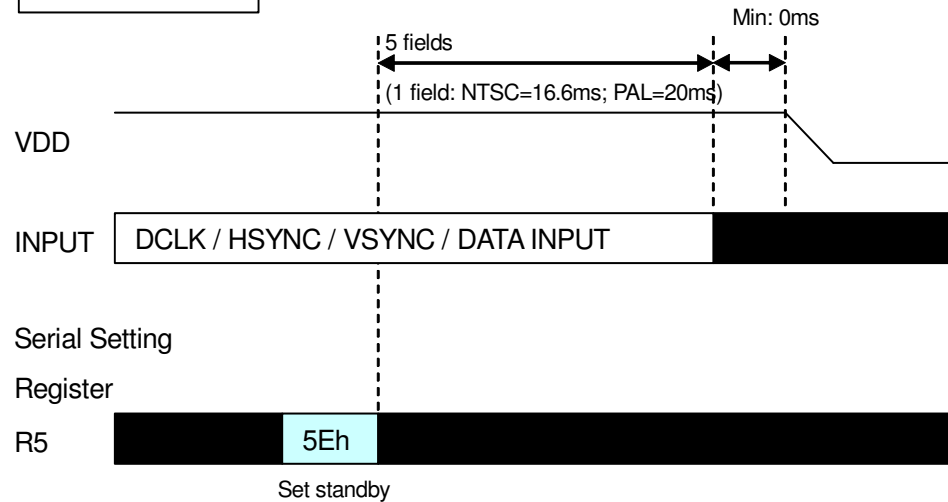 Min: 0ms
5 fields
(1 field: NTSC=16.6ms; PAL=20ms)
VDD
INPUT DCLK / HSYNC / VSYNC / DATA INPUT
Serial Setting
Register
R5 5Eh
Set standby